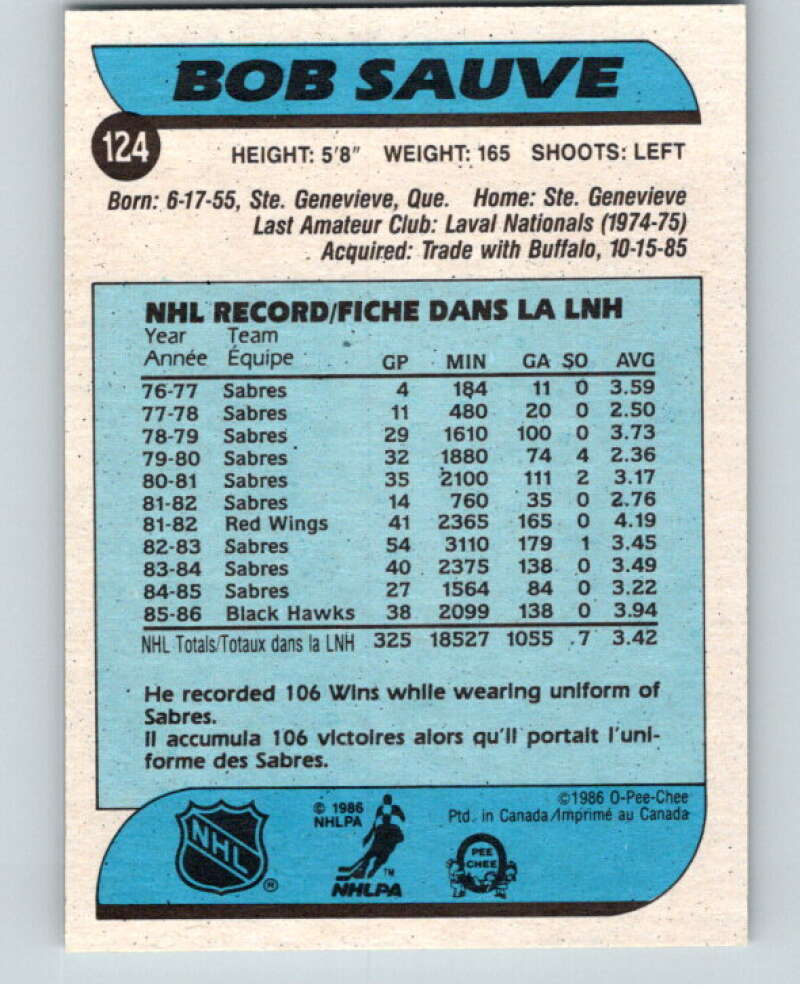 BOB SAUVE
124
HEIGHT: 5'8" WEIGHT: 165 SHOOTS: LEFT
Born: 6-17-55, Ste. Genevieve, Que. Home: Ste. Genevieve
Last Amateur Club: Laval Nationals (1974-75)
Acquired: Trade with Buffalo, 10-15-85
NHL RECORD/FICHE DANS LA LNH
Year Team
Année Équipe GP MIN GA SO AVG
76-77 Sabres 4 184 11 0 3.59
77-78 Sabres 11 480 20 0 2.50
78-79 Sabres 29 1610 100 0 3.73
79-80 Sabres 32 1880 74 4 2.36
80-81 Sabres 35 2100 111 2 3.17
81-82 Sabres 14 760 35 0 2.76
81-82 Red Wings 41 2365 165 0 4.19
82-83 Sabres 54 3110 179 1 3.45
83-84 Sabres 40 2375 138 0 3.49
84-85 Sabres 27 1564 84 0 3.22
85-86 Black Hawks 38 2099 138 0 3.94
NHL Totals/Totaux dans la LNH 325 18527 1055 7 3.42
He recorded 106 Wins while wearing uniform of
Sabres.
Il accumula 106 victoires alors qu'il portait l'uni-
forme des Sabres.
NHL
®
© 1986
NHLPA
TM
NHLPA
©1986 O-Pee-Chee
Ptd. in Canada/Imprimé au Canada
PEE
CHEE